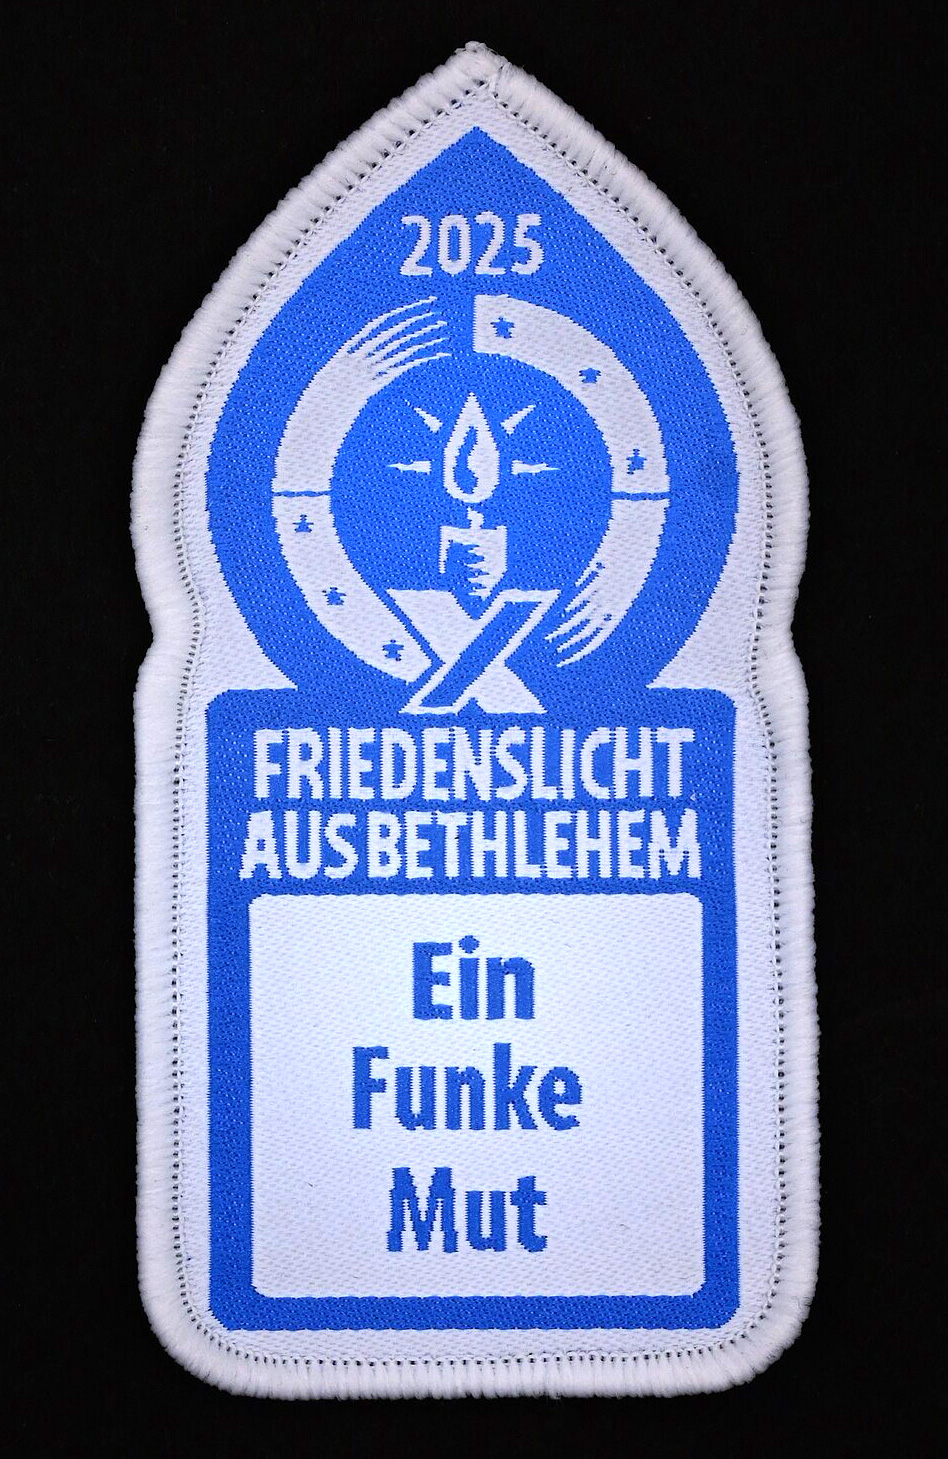 2025
FRIEDENSLICHT
AUS BETHLEHEM
Ein
Funke
Mut